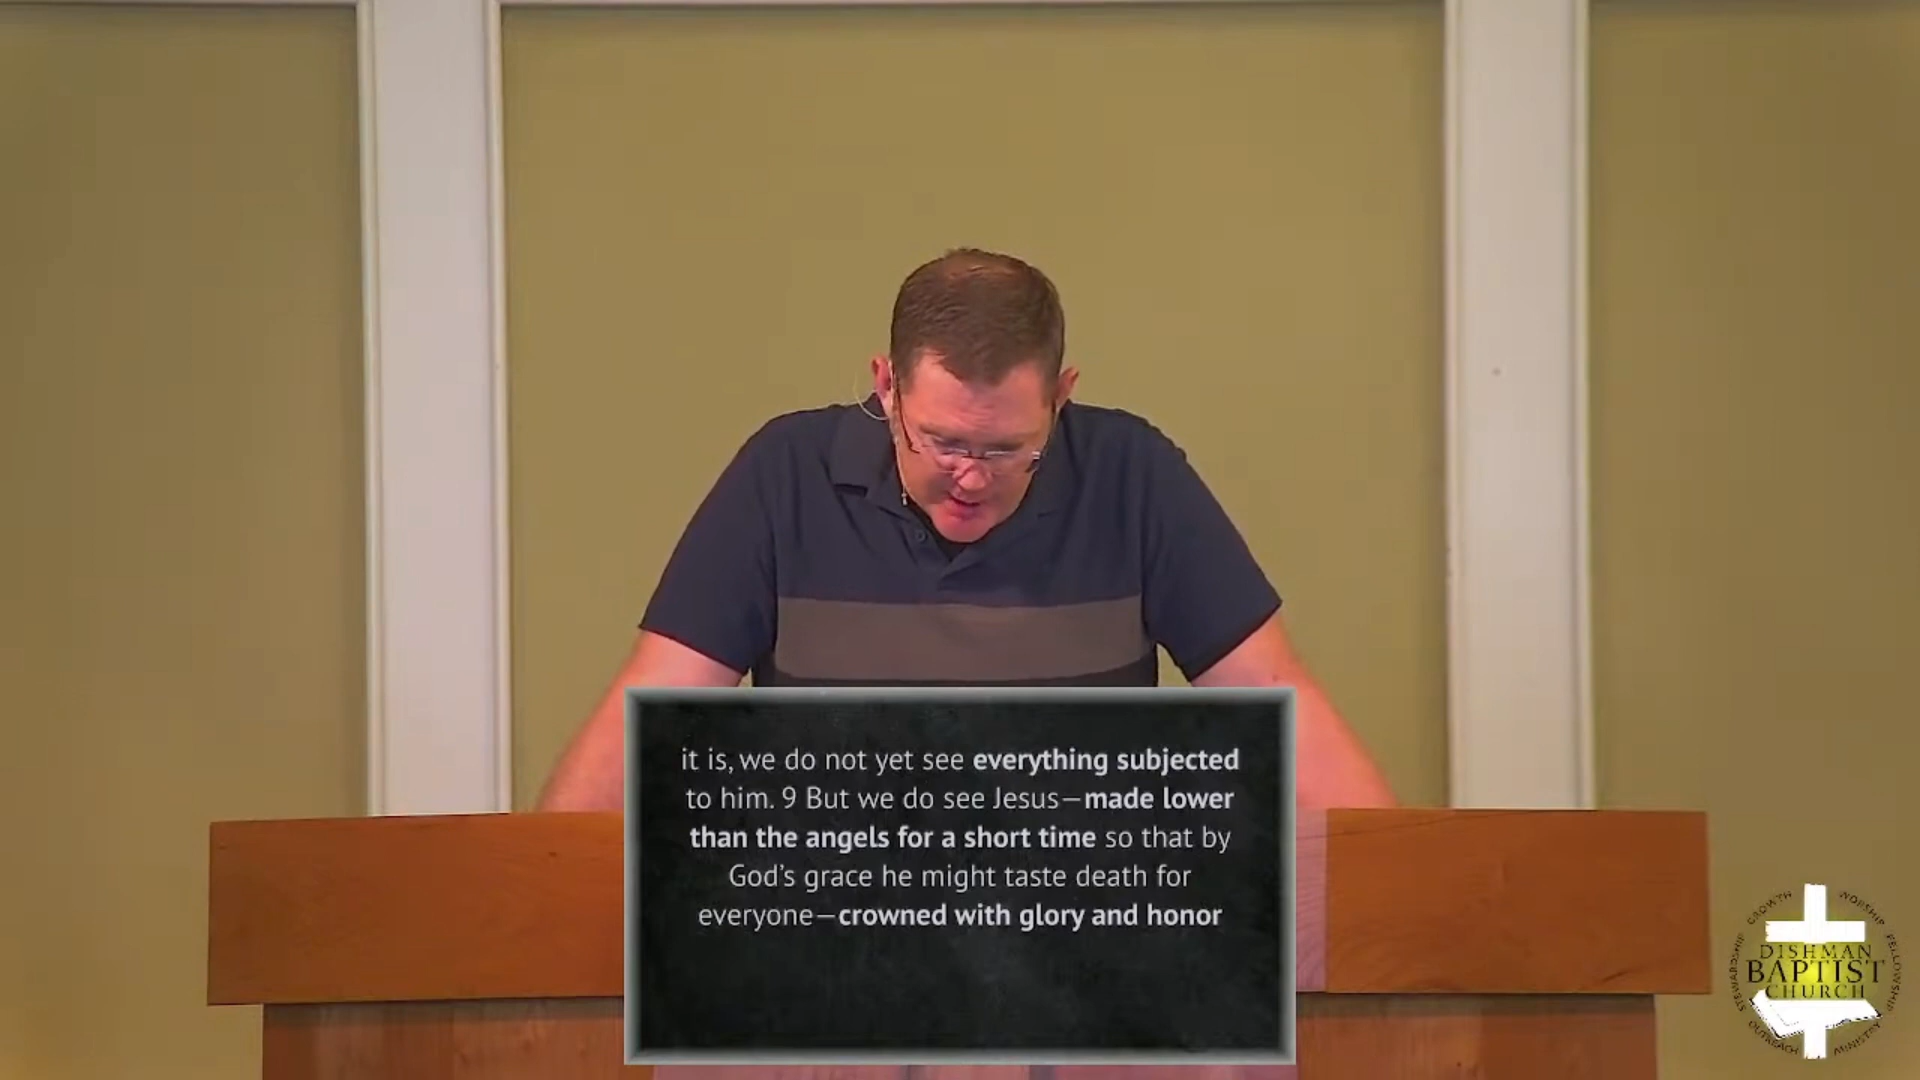 it is, we do not yet see everything subjected
to him. 9 But we do see Jesus—made lower
than the angels for a short time so that by
God's grace he might taste death for
everyone—crowned with glory and honor
GROWTH WORSHIP FELLOWSHIP MINISTRY OUTREACH STEWARDSHIP
DISHMAN
BAPTIST
CHURCH